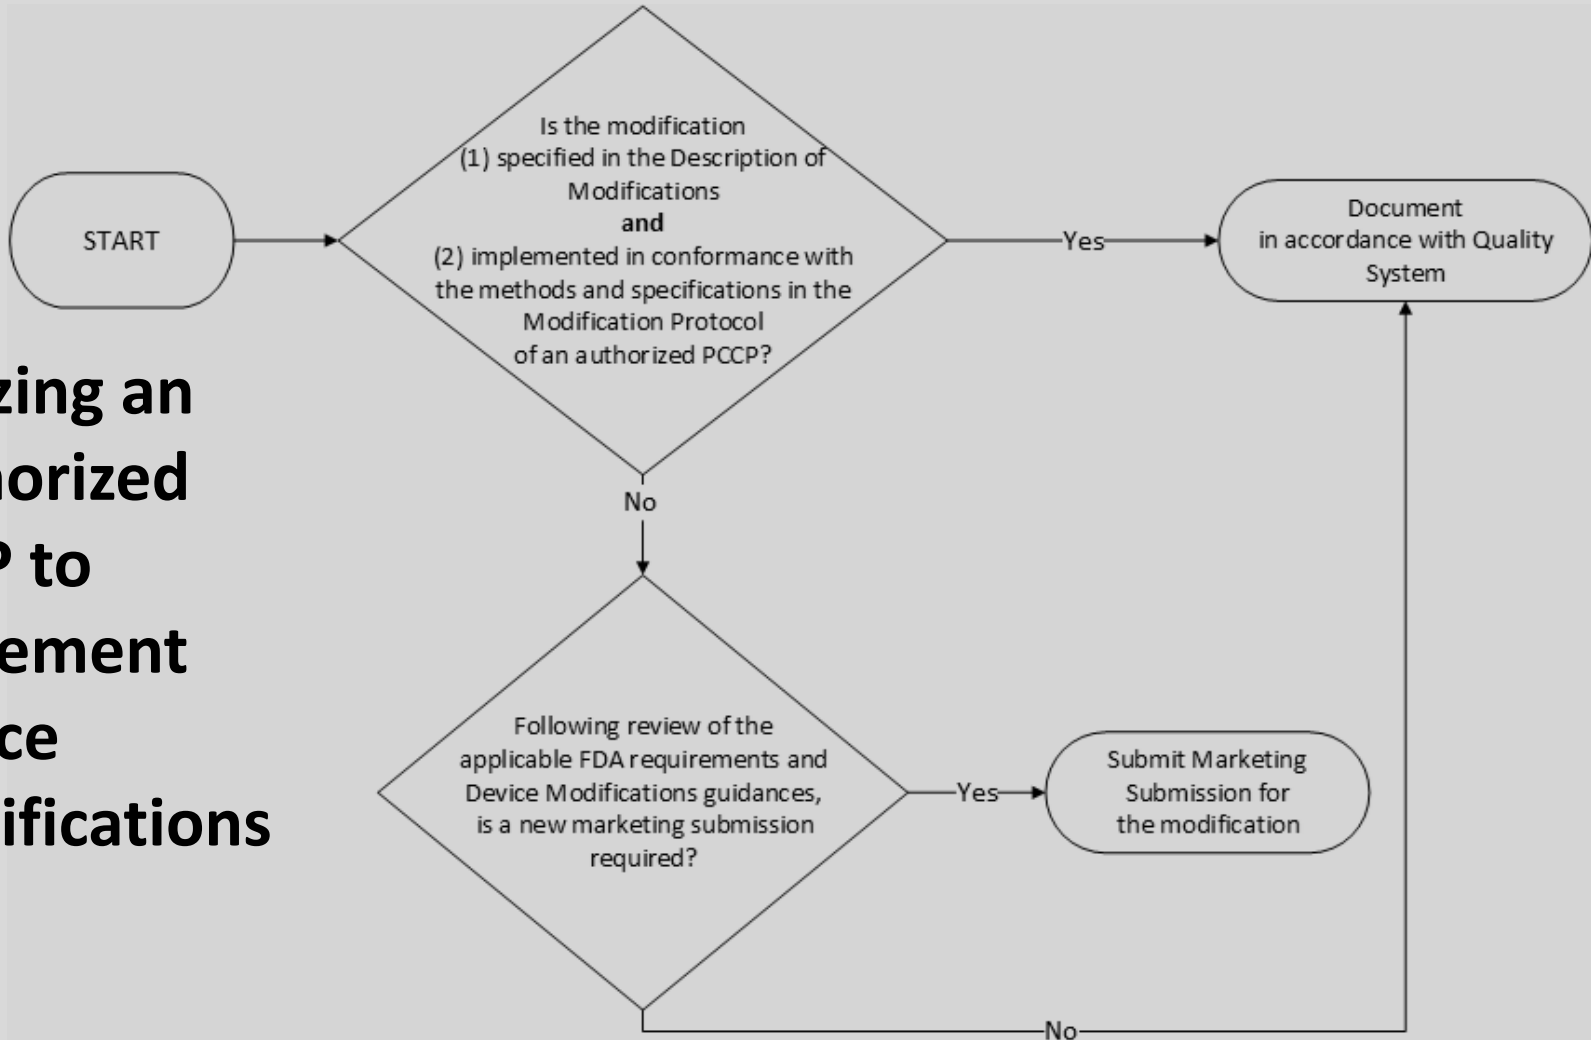 START
Is the modification
(1) specified in the Description of
Modifications
and
(2) implemented in conformance with
the methods and specifications in the
Modification Protocol
of an authorized PCCP?
Yes
Document
in accordance with Quality
System
zing an
orized
P to
ement
ce
ifications
No
Following review of the
applicable FDA requirements and
Device Modifications guidances,
is a new marketing submission
required?
Yes
Submit Marketing
Submission for
the modification
No